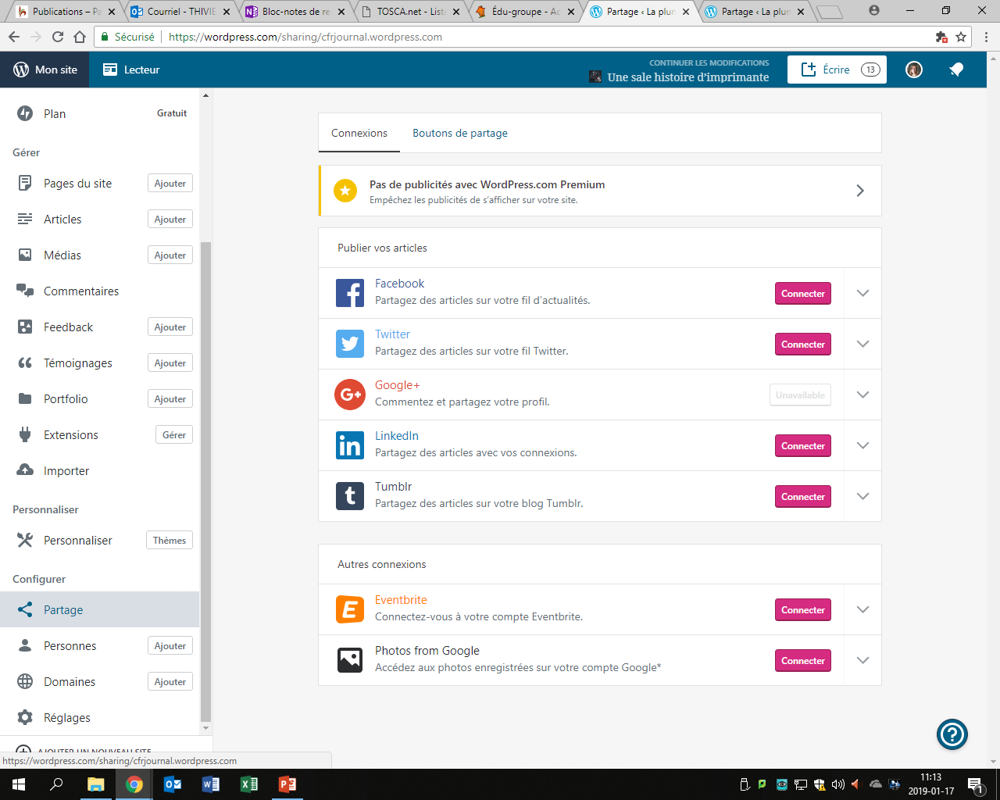 Publications – Pa
Courriel - THIVIE
Bloc-notes de re
TOSCA.net - List
Édu-groupe - Ac
Partage ‹ La plum
Partage ‹ La plum
Sécurisé
https://wordpress.com/sharing/cfrjournal.wordpress.com
Mon site
Lecteur
CONTINUER LES MODIFICATIONS
Une sale histoire d'imprimante
Écrire 13
Plan Gratuit
Gérer
Pages du site Ajouter
Articles Ajouter
Médias Ajouter
Commentaires
Feedback Ajouter
Témoignages Ajouter
Portfolio Ajouter
Extensions Gérer
Importer
Personnaliser
Personnaliser Thèmes
Configurer
Partage
Personnes Ajouter
Domaines Ajouter
Réglages
AJOUTER UN NOUVEAU SITE
https://wordpress.com/sharing/cfrjournal.wordpress.com
Connexions Boutons de partage
Pas de publicités avec WordPress.com Premium
Empêchez les publicités de s'afficher sur votre site.
Publier vos articles
Facebook
Partagez des articles sur votre fil d'actualités.
Connecter
Twitter
Partagez des articles sur votre fil Twitter.
Connecter
Google+
Commentez et partagez votre profil.
Unavailable
LinkedIn
Partagez des articles avec vos connexions.
Connecter
Tumblr
Partagez des articles sur votre blog Tumblr.
Connecter
Autres connexions
Eventbrite
Connectez-vous à votre compte Eventbrite.
Connecter
Photos from Google
Accédez aux photos enregistrées sur votre compte Google*
Connecter
11:13
2019-01-17
1